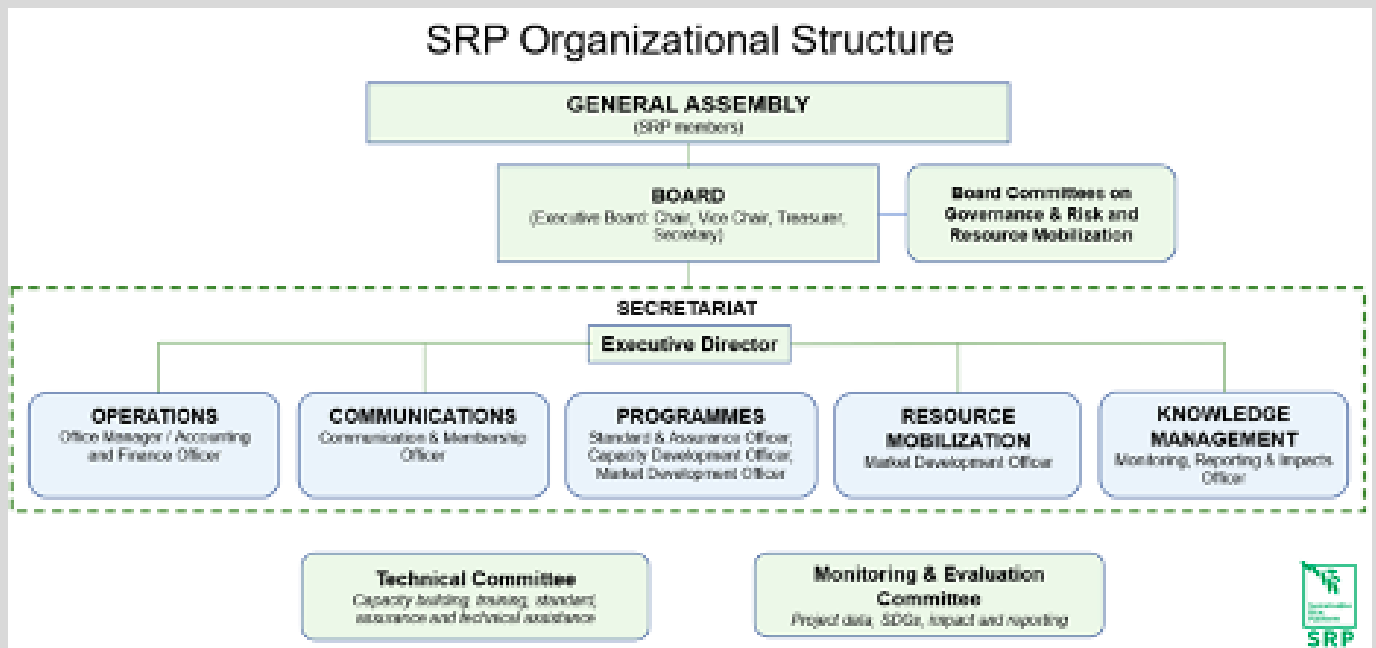 SRP Organizational Structure
GENERAL ASSEMBLY
(SRP members)
BOARD
(Executive Board: Chair, Vice Chair, Treasurer,
Secretary)
Board Committees on
Governance & Risk and
Resource Mobilization
SECRETARIAT
Executive Director
OPERATIONS
Office Manager / Accounting
and Finance Officer
COMMUNICATIONS
Communication & Membership
Officer
PROGRAMMES
Standard & Assurance Officer,
Capacity Development Officer,
Market Development Officer
RESOURCE
MOBILIZATION
Market Development Officer
KNOWLEDGE
MANAGEMENT
Monitoring, Reporting & Impacts
Officer
Technical Committee
Capacity building, training, standard,
assurance and technical assistance
Monitoring & Evaluation
Committee
Project data, SDGs, impact and reporting
SRP